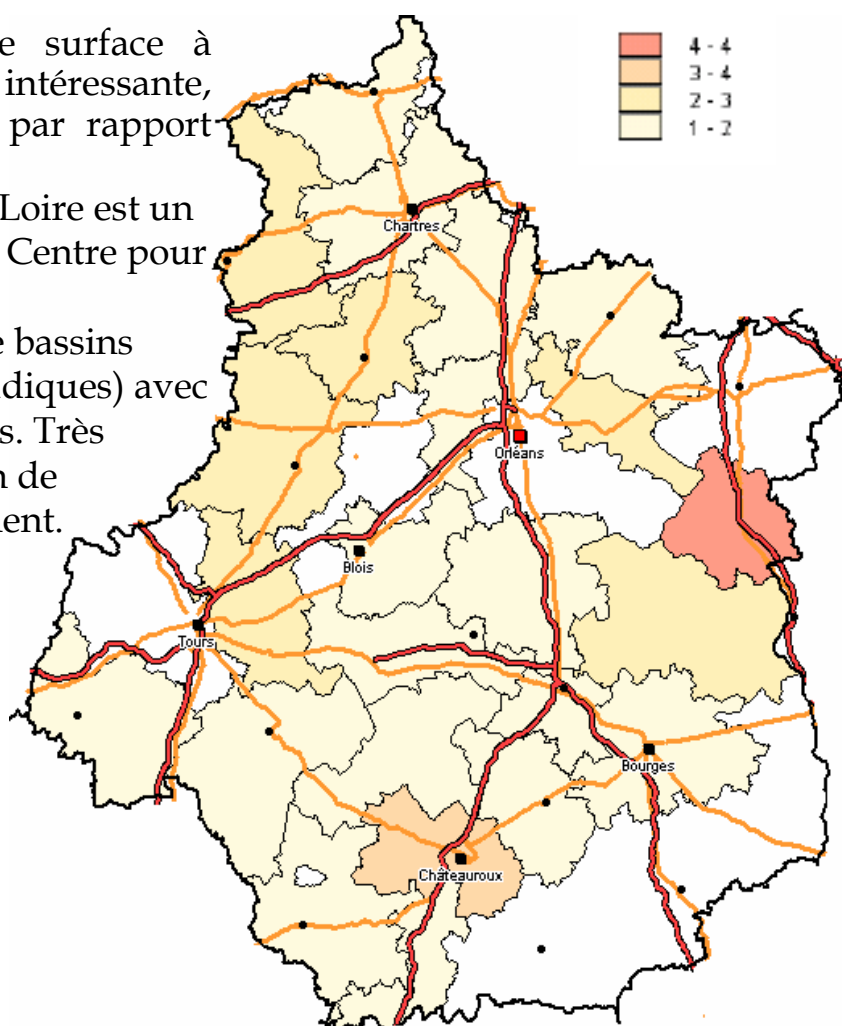 e surface à
intéressante,
par rapport
Loire est un
Centre pour
e bassins
diques) avec
s. Très
n de
nent.
4 - 4
3 - 4
2 - 3
1 - 2
Chartres
Orléans
Blois
Tours
Bourges
Châteauroux